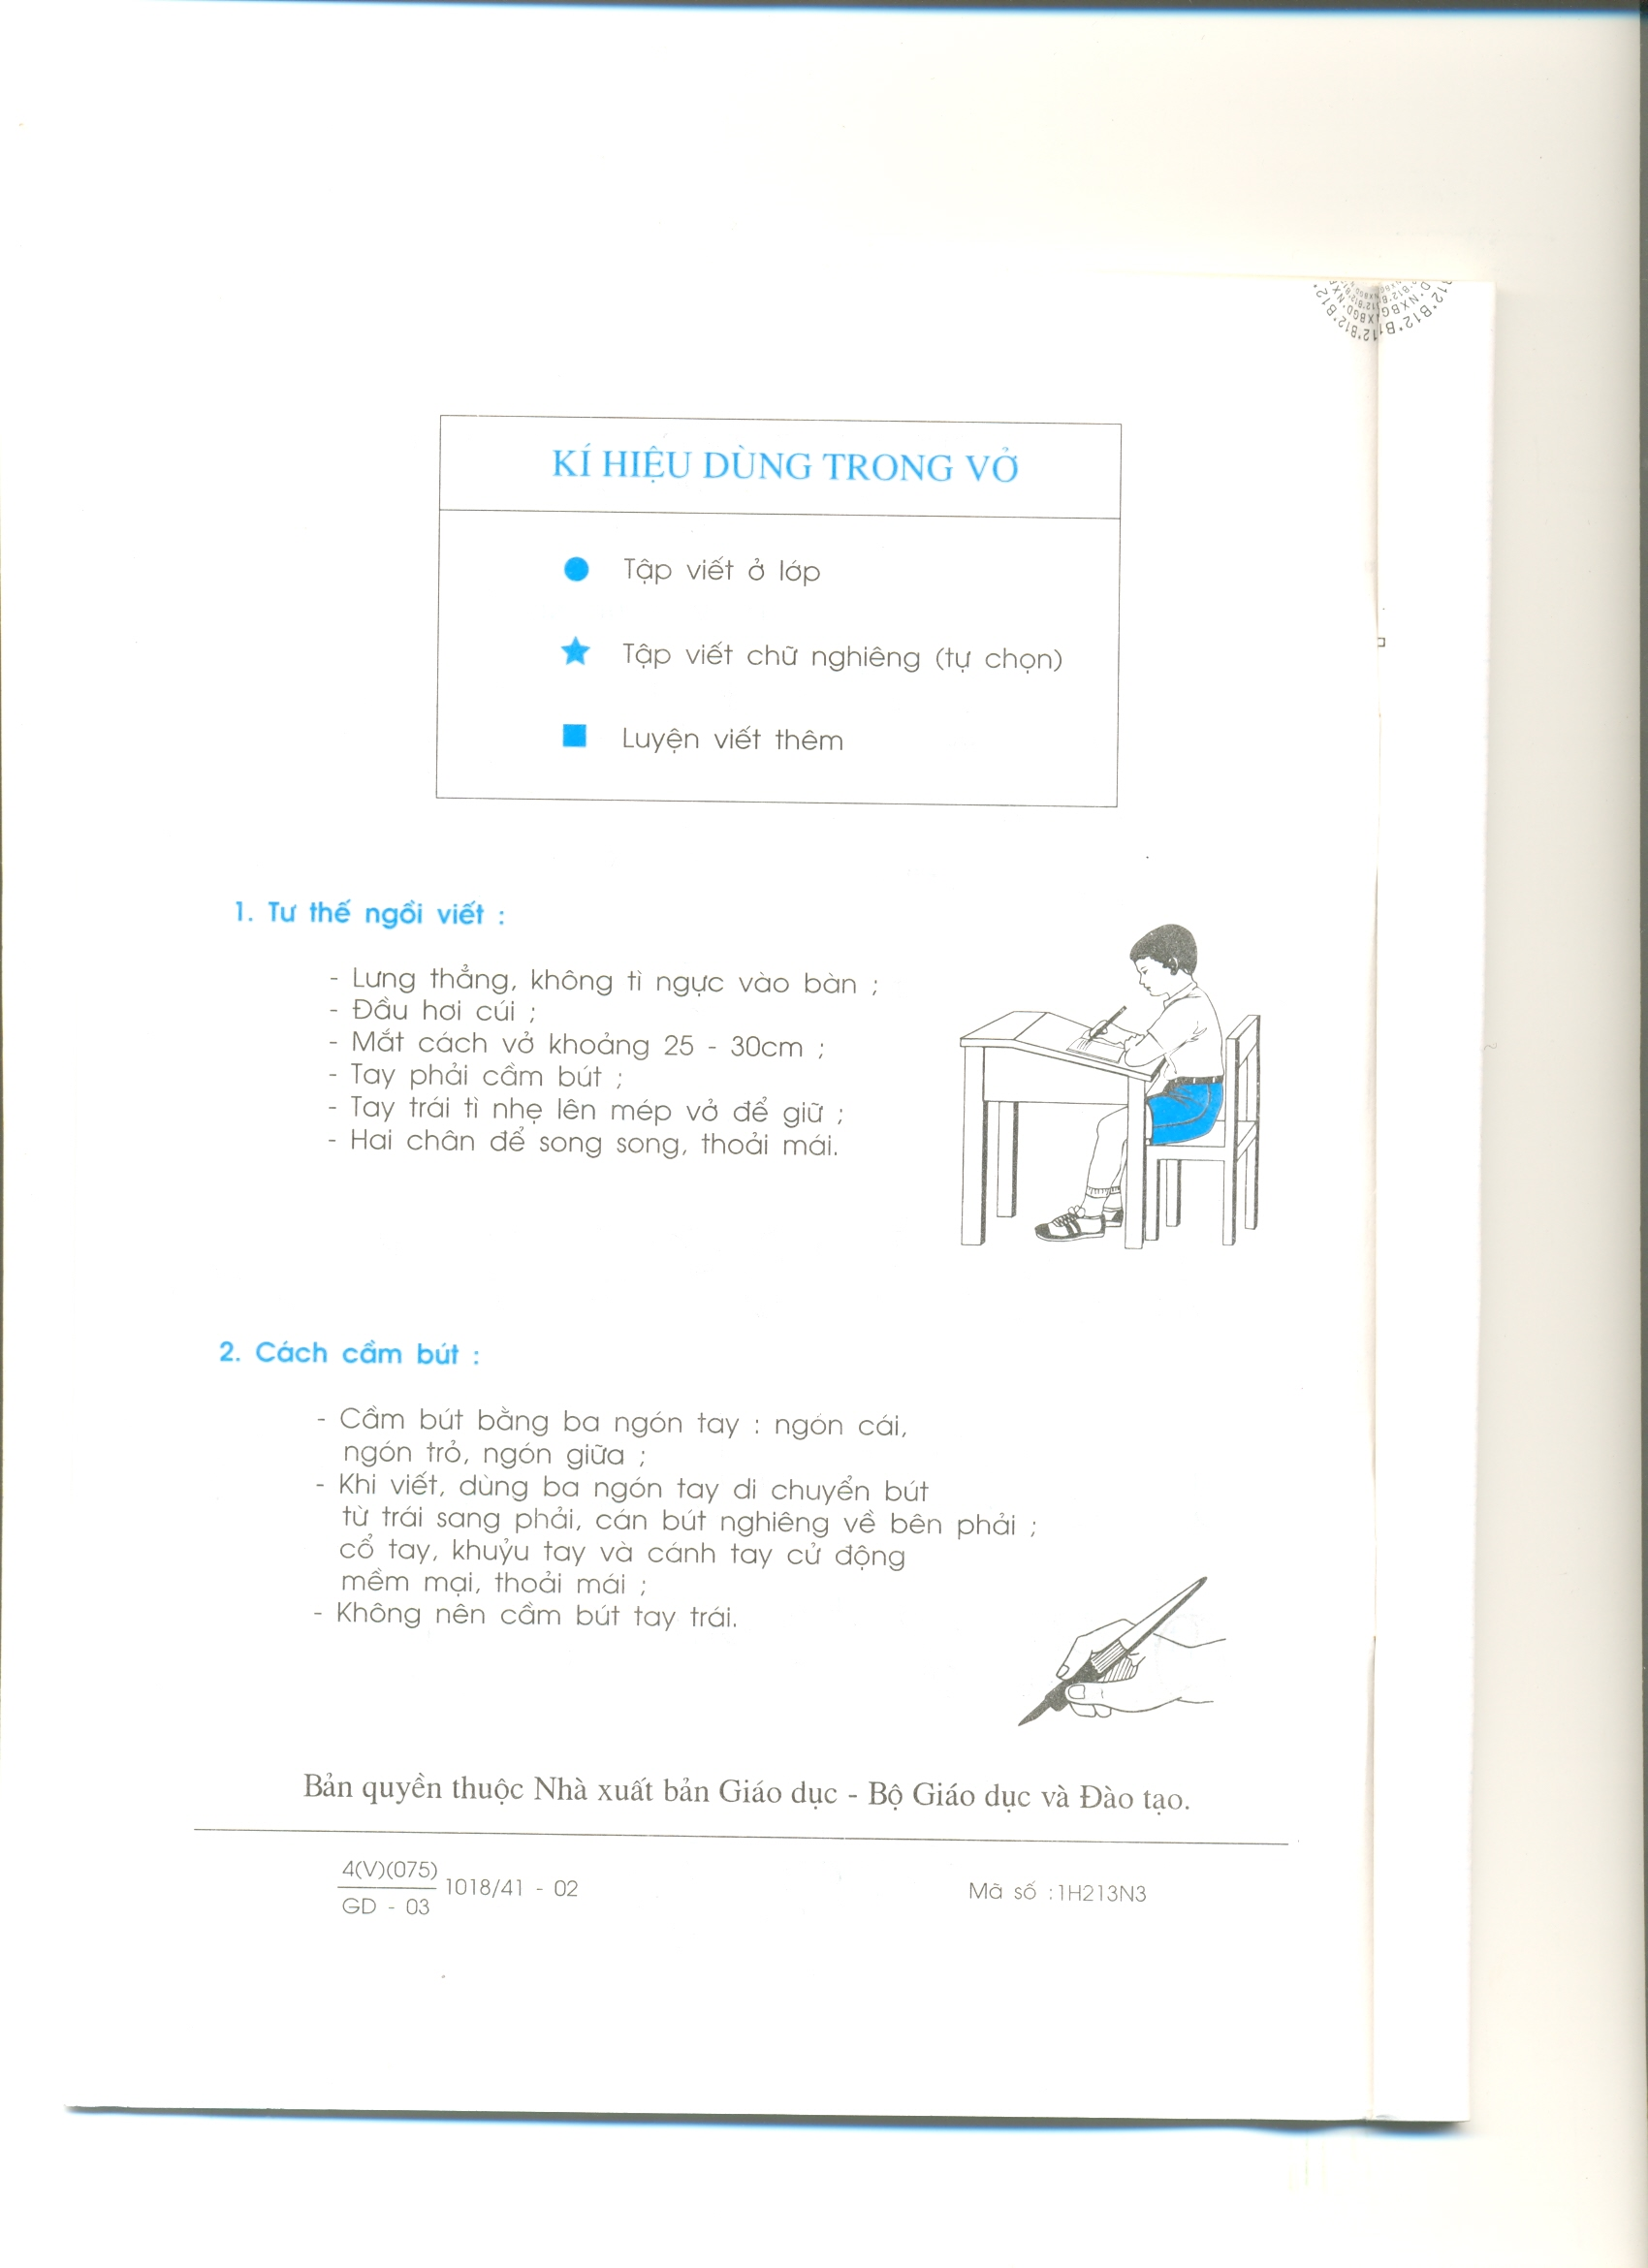 KÍ HIỆU DÙNG TRONG VỞ
Tập viết ở lớp
Tập viết chữ nghiêng (tự chọn)
Luyện viết thêm
1. Tư thế ngồi viết :
- Lưng thẳng, không tì ngực vào bàn ;
- Đầu hơi cúi ;
- Mắt cách vở khoảng 25 - 30cm ;
- Tay phải cầm bút ;
- Tay trái tì nhẹ lên mép vở để giữ ;
- Hai chân để song song, thoải mái.
2. Cách cầm bút :
- Cầm bút bằng ba ngón tay : ngón cái,
ngón trỏ, ngón giữa ;
- Khi viết, dùng ba ngón tay di chuyển bút
từ trái sang phải, cán bút nghiêng về bên phải ;
cổ tay, khuỷu tay và cánh tay cử động
mềm mại, thoải mái ;
- Không nên cầm bút tay trái.
Bản quyền thuộc Nhà xuất bản Giáo dục - Bộ Giáo dục và Đào tạo.
4(V)(075)
GD - 03
1018/41 - 02
Mã số :1H213N3